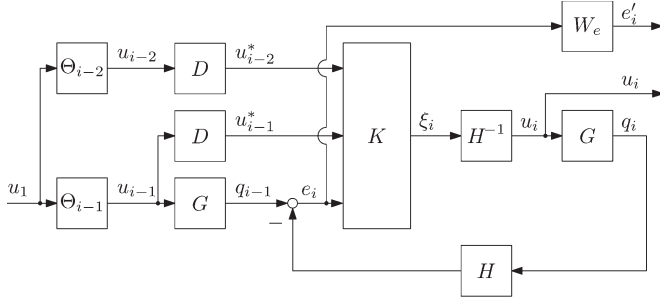 W_e e'_i
Θ_{i−2} u_{i−2} D u^*_{i−2}
u_i
D u^*_{i−1} K ξ_i H^{−1} u_i G q_i
u_1 Θ_{i−1} u_{i−1} G q_{i−1} e_i
−
H